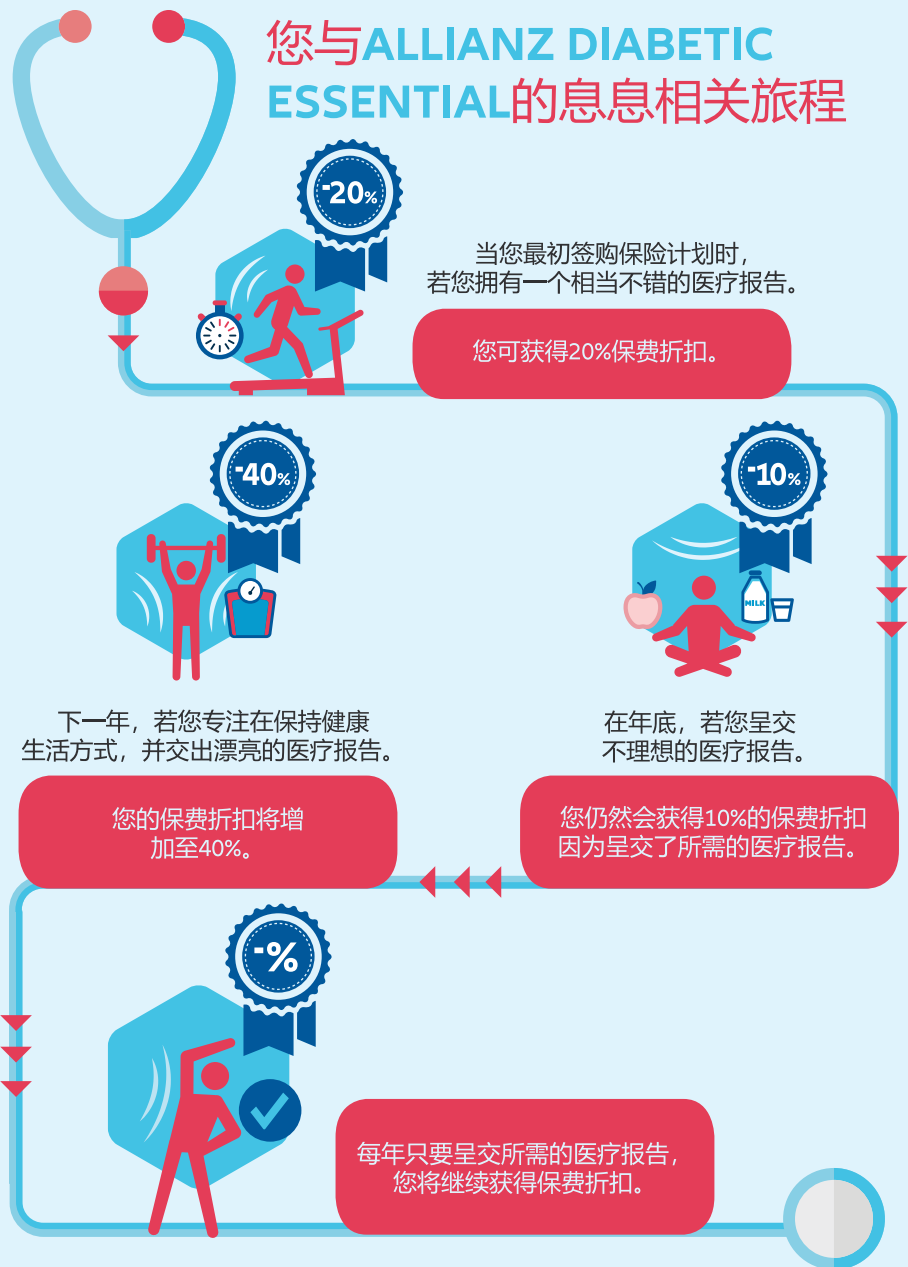 您与ALLIANZ DIABETIC
ESSENTIAL的息息相关旅程
-20%
当您最初签购保险计划时，
若您拥有一个相当不错的医疗报告。
您可获得20%保费折扣。
-10%
MILK
在年底，若您呈交
不理想的医疗报告。
您仍然会获得10%的保费折扣
因为呈交了所需的医疗报告。
-40%
下一年，若您专注在保持健康
生活方式，并交出漂亮的医疗报告。
您的保费折扣将增
加至40%。
-%
每年只要呈交所需的医疗报告，
您将继续获得保费折扣。